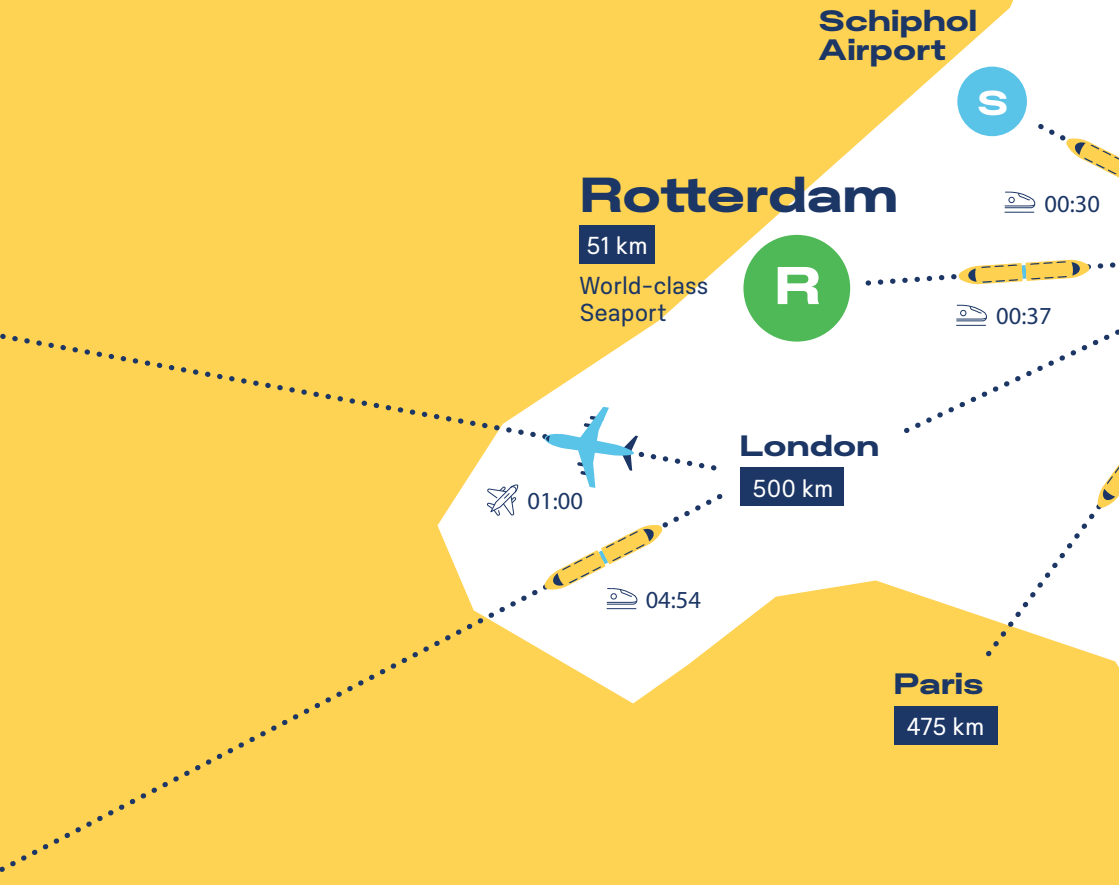 Schiphol
Airport
S
00:30
Rotterdam
51 km
World-class
Seaport
R
00:37
London
500 km
01:00
04:54
Paris
475 km